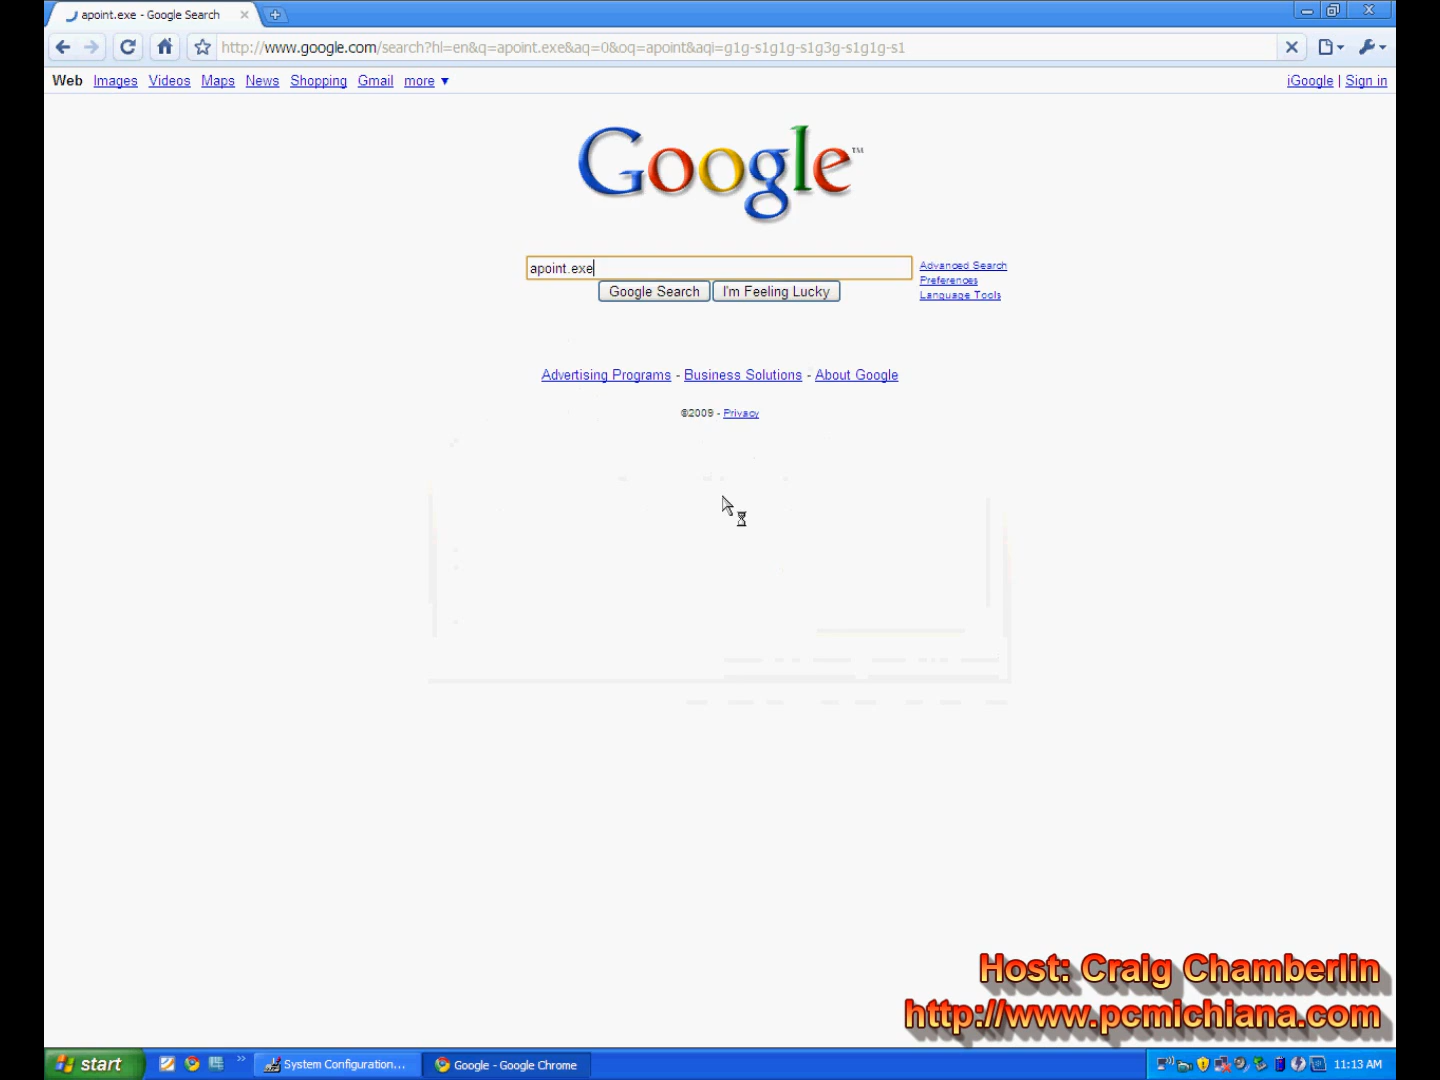 apoint.exe - Google Search
http://www.google.com/search?hl=en&q=apoint.exe&aq=0&oq=apoint&aqi=g1g-s1g1g-s1g3g-s1g1g-s1
Web Images Videos Maps News Shopping Gmail more ▼ iGoogle | Sign in
Google™
apoint.exe
Advanced Search
Preferences
Language Tools
Google Search I'm Feeling Lucky
Advertising Programs - Business Solutions - About Google
©2009 - Privacy
Host: Craig Chamberlin
http://www.pcmichiana.com
start System Configuration... Google - Google Chrome 11:13 AM